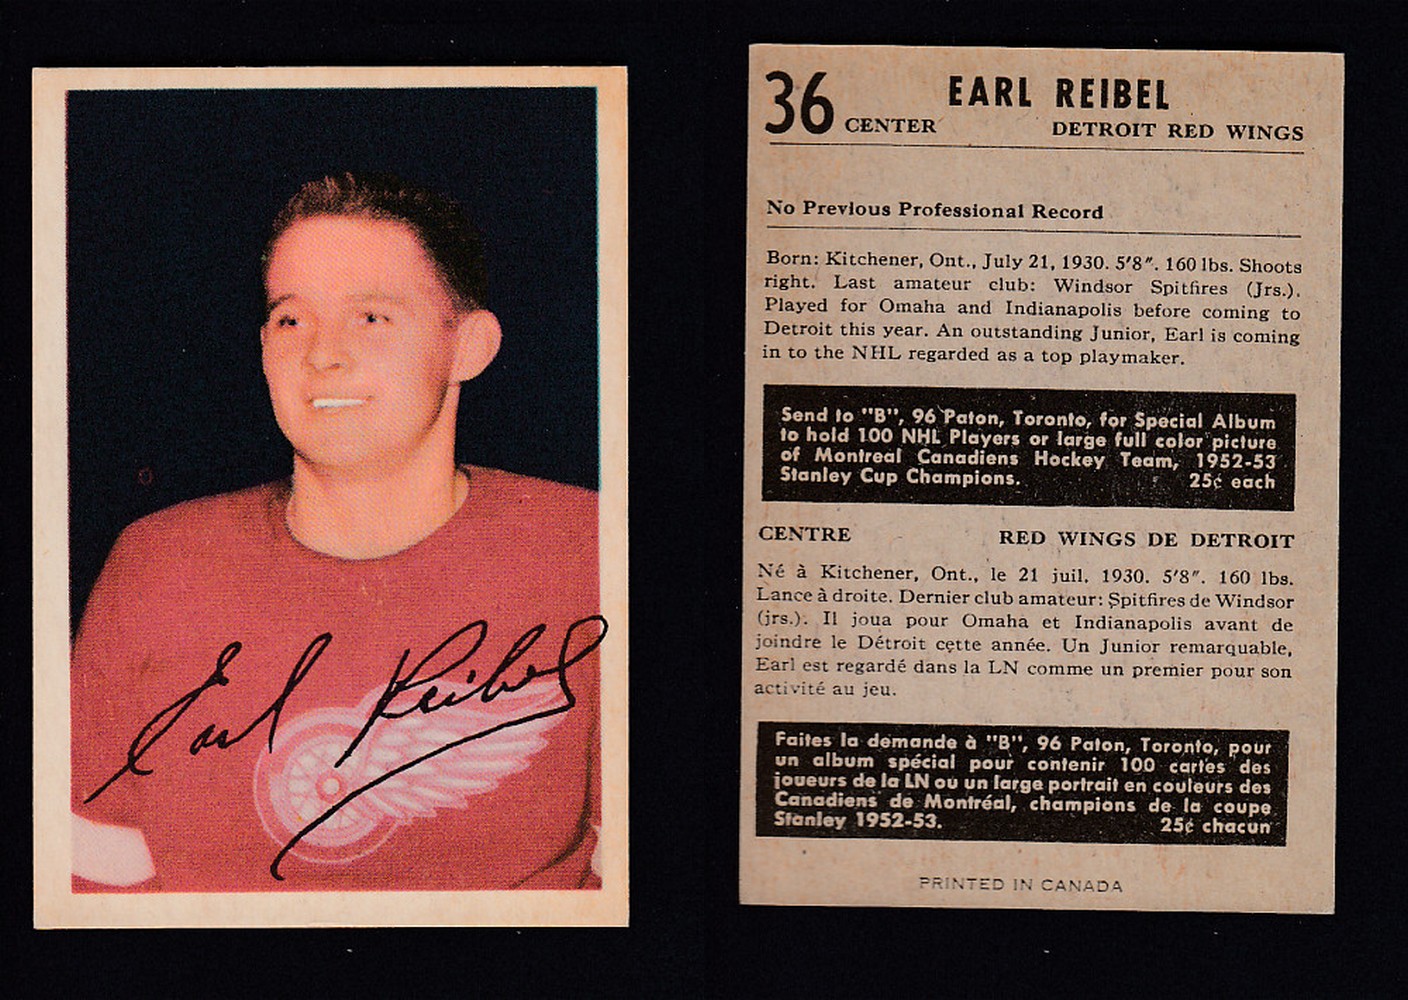 Earl Reibel
36 EARL REIBEL
CENTER DETROIT RED WINGS
No Previous Professional Record
Born: Kitchener, Ont., July 21, 1930. 5'8". 160 lbs. Shoots
right. Last amateur club: Windsor Spitfires (Jrs.).
Played for Omaha and Indianapolis before coming to
Detroit this year. An outstanding Junior, Earl is coming
in to the NHL regarded as a top playmaker.
Send to "B", 96 Paton, Toronto, for Special Album
to hold 100 NHL Players or large full color picture
of Montreal Canadiens Hockey Team, 1952-53
Stanley Cup Champions. 25¢ each
CENTRE RED WINGS DE DETROIT
Né à Kitchener, Ont., le 21 juil. 1930. 5'8". 160 lbs.
Lance à droite. Dernier club amateur: Spitfires de Windsor
(jrs.). Il joua pour Omaha et Indianapolis avant de
joindre le Détroit cette année. Un Junior remarquable,
Earl est regardé dans la LN comme un premier pour son
activité au jeu.
Faites la demande à "B", 96 Paton, Toronto, pour
un album spécial pour contenir 100 cartes des
joueurs de la LN ou un large portrait en couleurs des
Canadiens de Montréal, champions de la coupe
Stanley 1952-53. 25¢ chacun
PRINTED IN CANADA